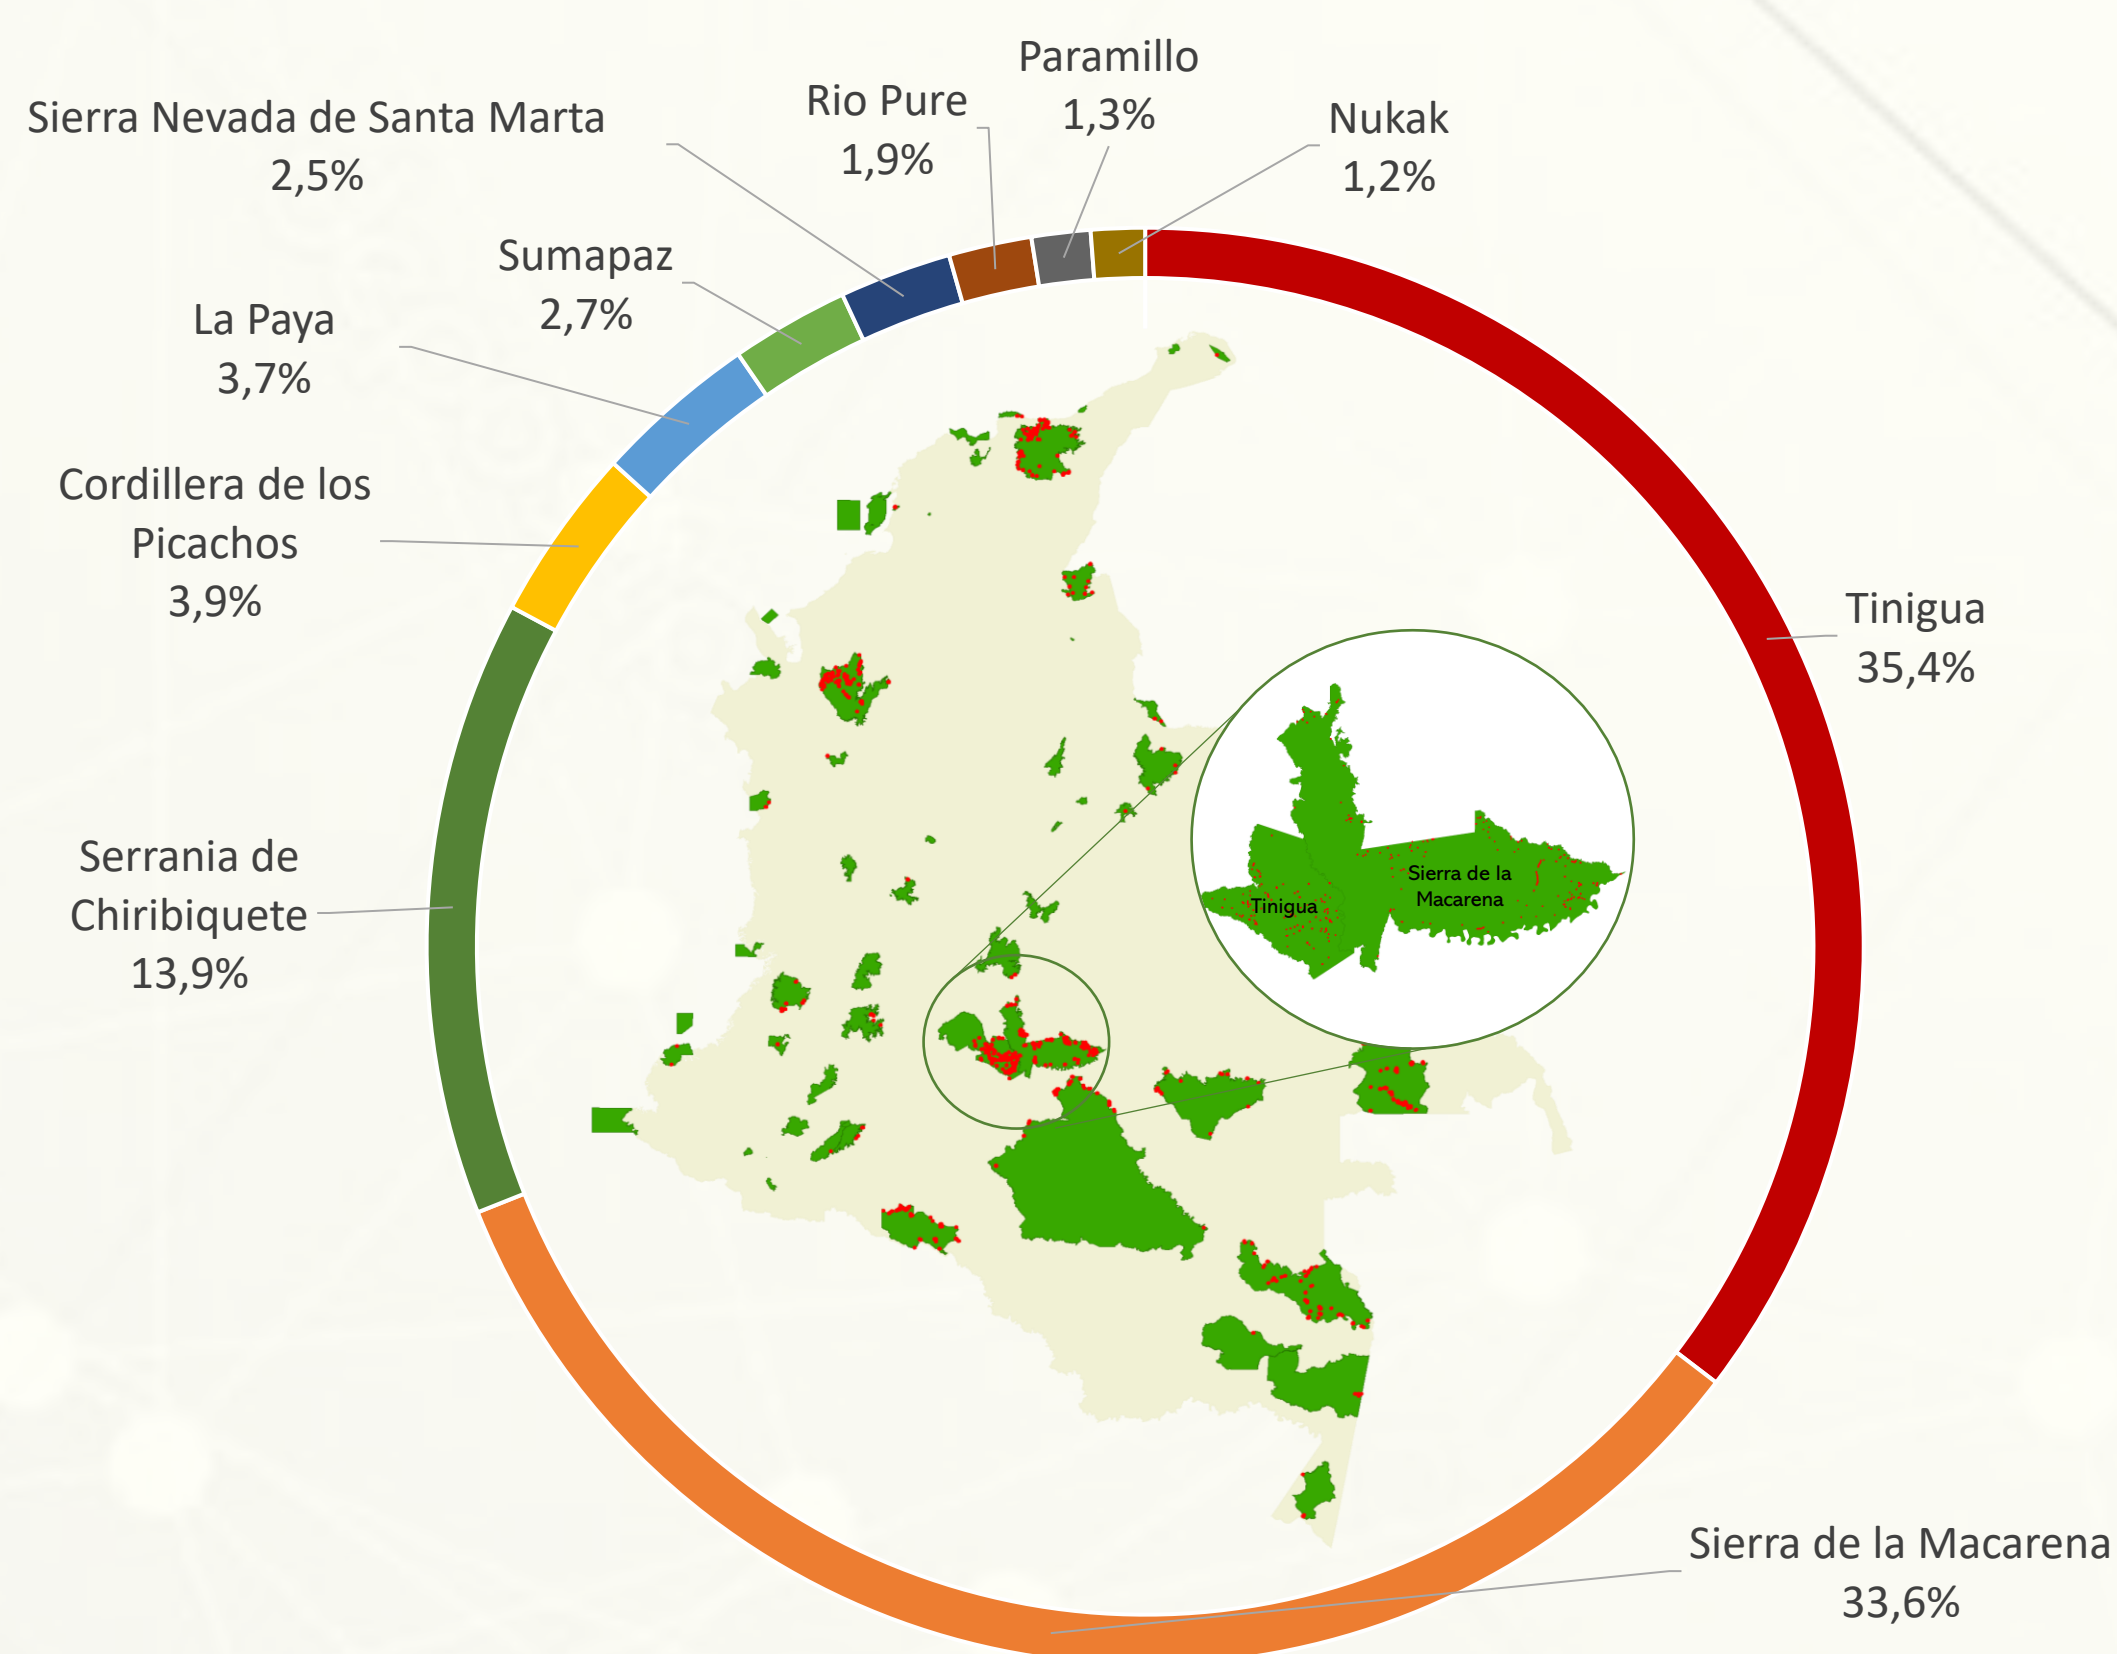 Paramillo
1,3%
Rio Pure
1,9%
Nukak
1,2%
Sierra Nevada de Santa Marta
2,5%
Sumapaz
2,7%
La Paya
3,7%
Cordillera de los
Picachos
3,9%
Tinigua
35,4%
Serrania de
Chiribiquete
13,9%
Sierra de la
Macarena
Tinigua
Sierra de la Macarena
33,6%